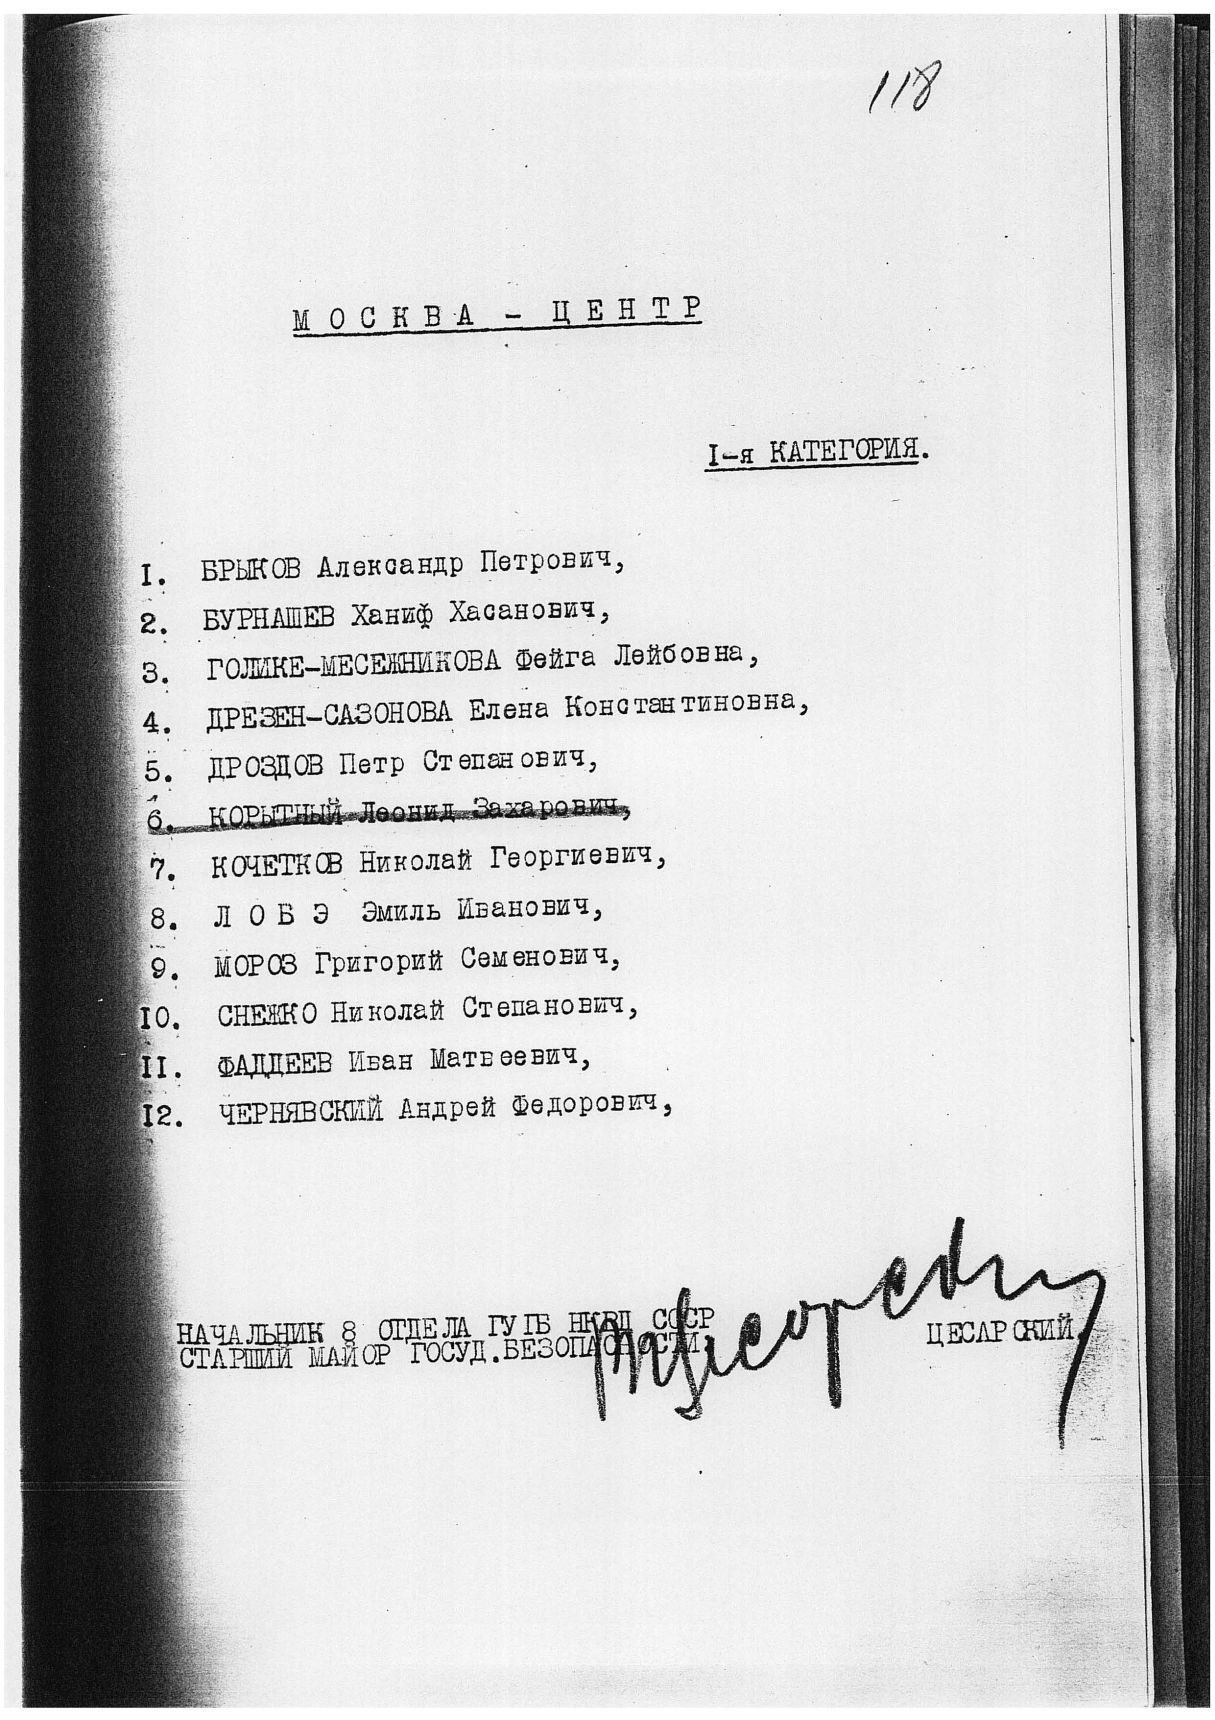 118
МОСКВА - ЦЕНТР
I-я КАТЕГОРИЯ.
I. БРЫКОВ Александр Петрович,
2. БУРНАШЕВ Ханиф Хасанович,
3. ГОЛИКЕ-МЕСЕЖНИКОВА Фейга Лейбовна,
4. ДРЕЗЕН-САЗОНОВА Елена Константиновна,
5. ДРОЗДОВ Петр Степанович,
6. КОРЫТНЫЙ Леонид Захарович,
7. КОЧЕТКОВ Николай Георгиевич,
8. Л О Б Э Эмиль Иванович,
9. МОРОЗ Григорий Семенович,
I0. СНЕЖКО Николай Степанович,
II. ФАДДЕЕВ Иван Матвеевич,
I2. ЧЕРНЯВСКИЙ Андрей Федорович,
НАЧАЛЬНИК 8 ОТДЕЛА ГУГБ НКВД СССР
СТАРШИЙ МАЙОР ГОСУД.БЕЗОПАСНОСТИ
ЦЕСАРСКИЙ.